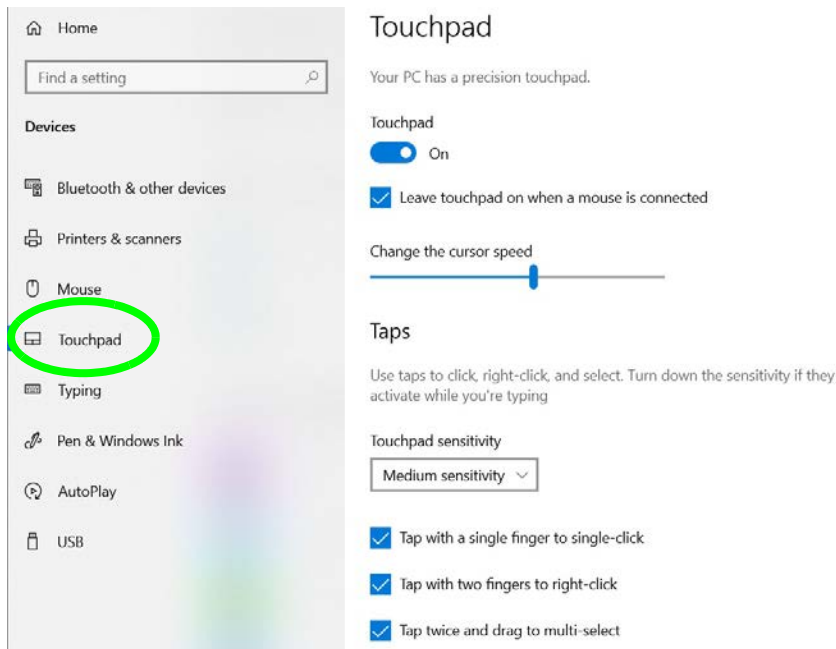 Home
Find a setting
Devices
Bluetooth & other devices
Printers & scanners
Mouse
Touchpad
Typing
Pen & Windows Ink
AutoPlay
USB
Touchpad
Your PC has a precision touchpad.
Touchpad
On
Leave touchpad on when a mouse is connected
Change the cursor speed
Taps
Use taps to click, right-click, and select. Turn down the sensitivity if they
activate while you're typing
Touchpad sensitivity
Medium sensitivity
Tap with a single finger to single-click
Tap with two fingers to right-click
Tap twice and drag to multi-select